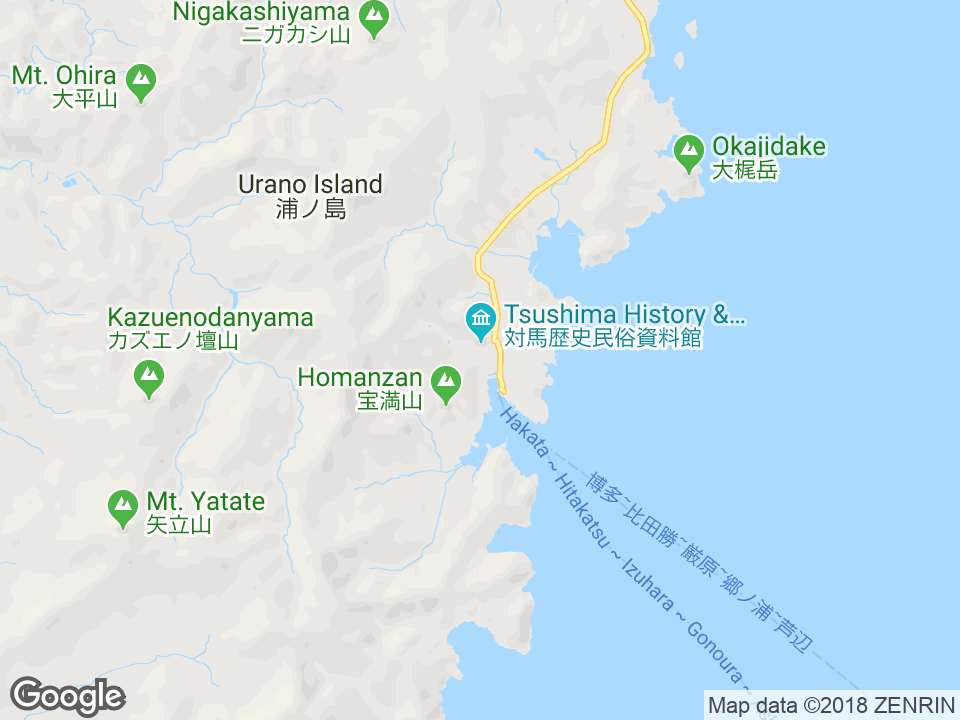 Nigakashiyama
ニガカシ山
Mt. Ohira
大平山
Okajidake
大梶岳
Urano Island
浦ノ島
Tsushima History &...
対馬歴史民俗資料館
Kazuenodanyama
カズエノ壇山
Homanzan
宝満山
Hakata ~ Hitakatsu ~ Izuhara ~ Gonoura ~
博多~比田勝~厳原~郷ノ浦~芦辺
Mt. Yatate
矢立山
Google
Map data ©2018 ZENRIN